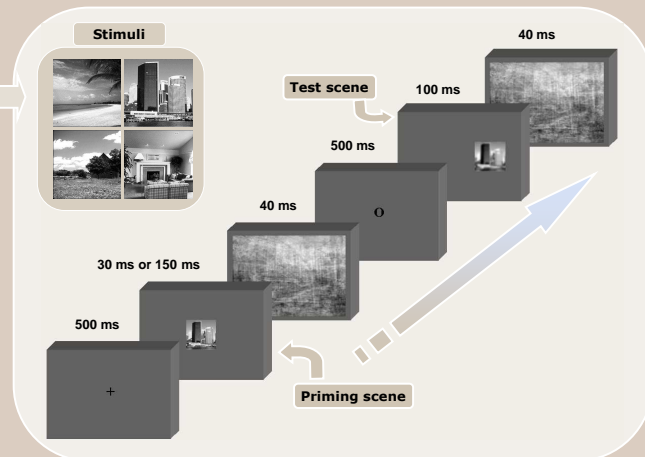 Stimuli
40 ms
Test scene
100 ms
500 ms
40 ms
30 ms or 150 ms
500 ms
o
+
Priming scene